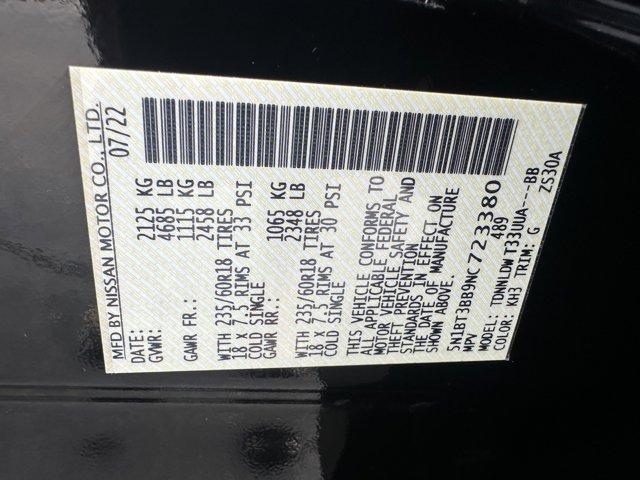 MFD BY NISSAN MOTOR CO., LTD.
DATE: 07/22
GVWR: 2125 KG
4685 LB
GAWR FR.: 1115 KG
2458 LB
WITH 235/60R18 TIRES
18 X 7.5 RIMS AT 33 PSI
COLD SINGLE
GAWR RR: 1065 KG
2348 LB
WITH 235/60R18 TIRES
18 X 7.5 RIMS AT 30 PSI
COLD SINGLE
THIS VEHICLE CONFORMS TO
ALL APPLICABLE FEDERAL
MOTOR VEHICLE SAFETY AND
THEFT PREVENTION
STANDARDS IN EFFECT ON
THE DATE OF MANUFACTURE
SHOWN ABOVE.
5N1BT3BB9NC723380
MPV 489
MODEL: TDNNLDWT33UUA---BB
COLOR: KH3 TRIM: G ZS30A